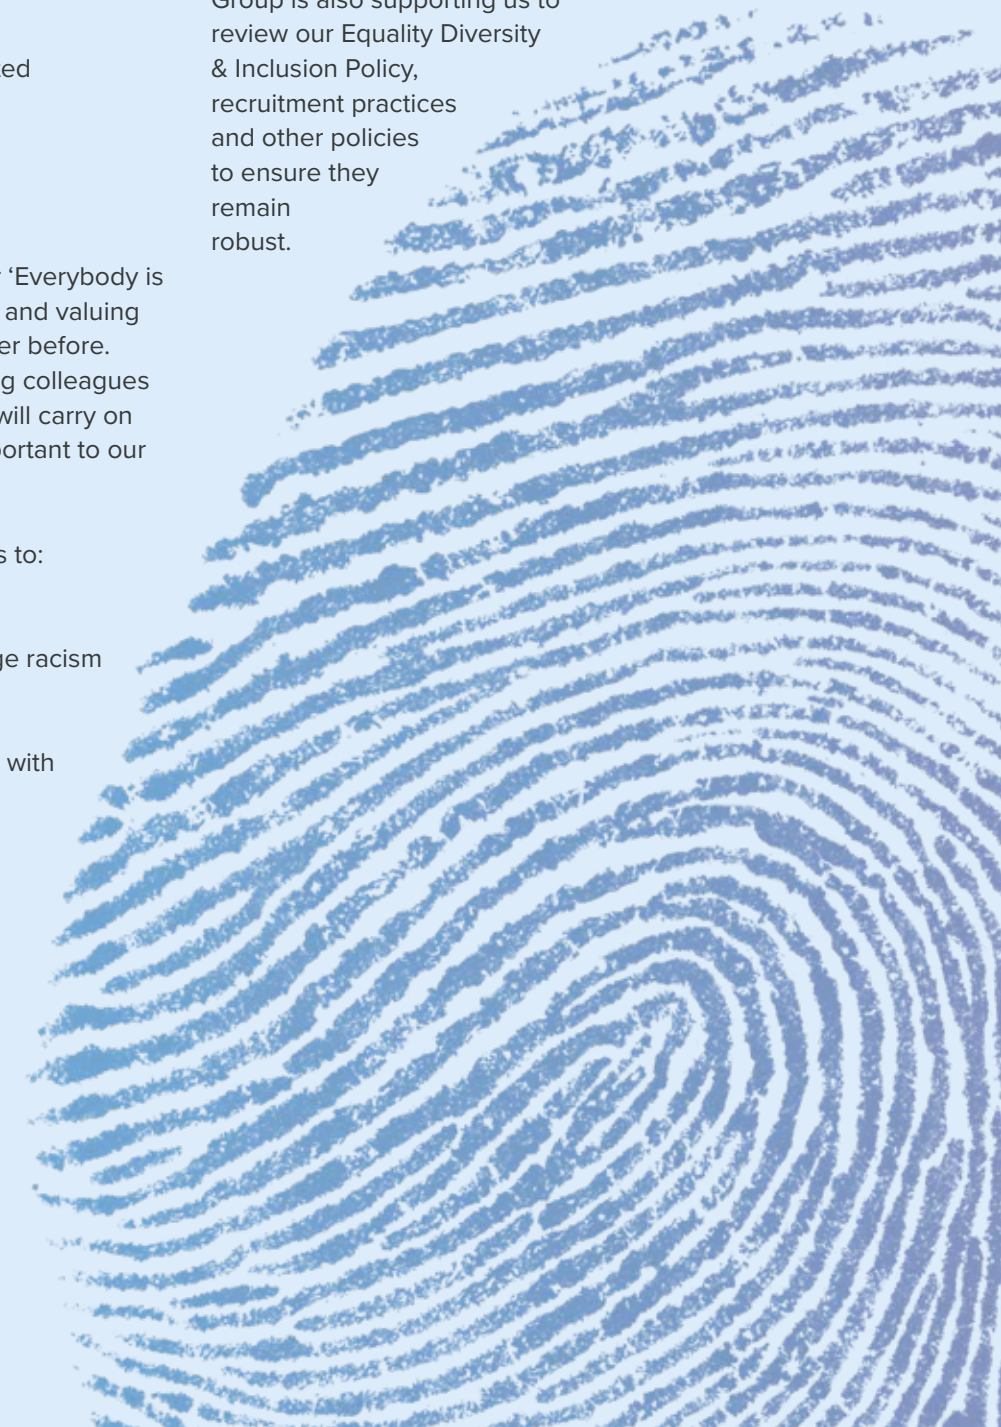 ed
‘Everybody is
and valuing
er before.
g colleagues
will carry on
ortant to our
s to:
ge racism
with
Group is also supporting us to
review our Equality Diversity
& Inclusion Policy,
recruitment practices
and other policies
to ensure they
remain
robust.